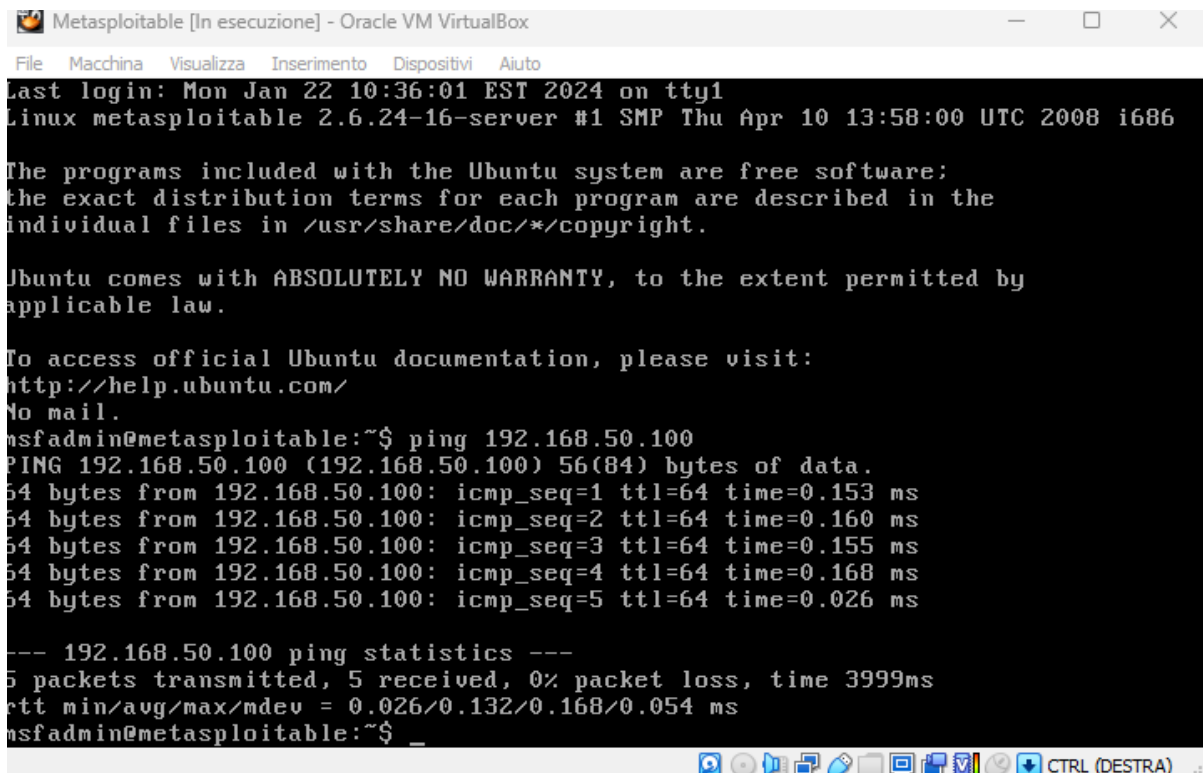 Metasploitable [In esecuzione] - Oracle VM VirtualBox
File Macchina Visualizza Inserimento Dispositivi Aiuto
Last login: Mon Jan 22 10:36:01 EST 2024 on tty1
Linux metasploitable 2.6.24-16-server #1 SMP Thu Apr 10 13:58:00 UTC 2008 i686
The programs included with the Ubuntu system are free software;
the exact distribution terms for each program are described in the
individual files in /usr/share/doc/*/copyright.
Ubuntu comes with ABSOLUTELY NO WARRANTY, to the extent permitted by
applicable law.
To access official Ubuntu documentation, please visit:
http://help.ubuntu.com/
No mail.
msfadmin@metasploitable:~$ ping 192.168.50.100
PING 192.168.50.100 (192.168.50.100) 56(84) bytes of data.
64 bytes from 192.168.50.100: icmp_seq=1 ttl=64 time=0.153 ms
64 bytes from 192.168.50.100: icmp_seq=2 ttl=64 time=0.160 ms
64 bytes from 192.168.50.100: icmp_seq=3 ttl=64 time=0.155 ms
64 bytes from 192.168.50.100: icmp_seq=4 ttl=64 time=0.168 ms
64 bytes from 192.168.50.100: icmp_seq=5 ttl=64 time=0.026 ms
--- 192.168.50.100 ping statistics ---
5 packets transmitted, 5 received, 0% packet loss, time 3999ms
rtt min/avg/max/mdev = 0.026/0.132/0.168/0.054 ms
msfadmin@metasploitable:~$ _
CTRL (DESTRA)